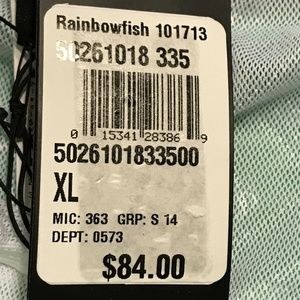 Rainbowfish 101713
50261018 335
0 15341 28386 9
5026101833500
XL
MIC: 363 GRP: S 14
DEPT: 0573
$84.00